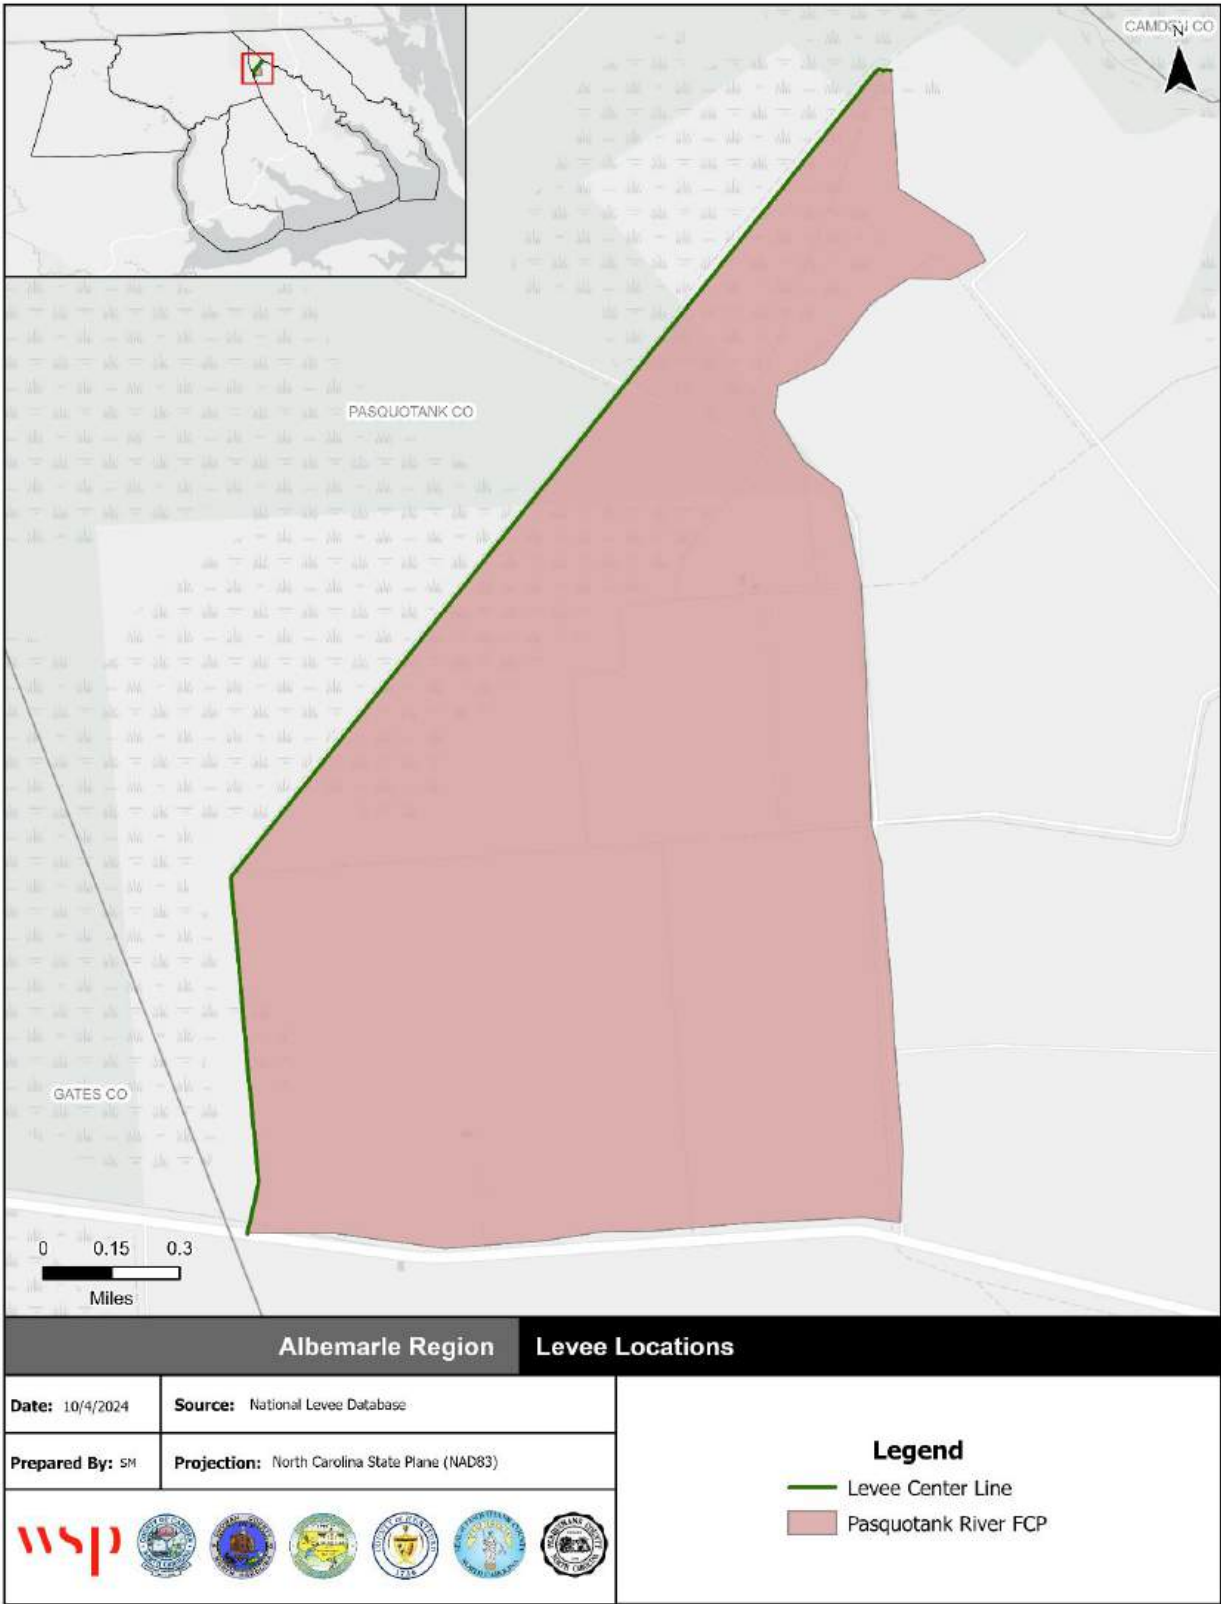 CAMDEN CO
N
PASQUOTANK CO
GATES CO
0 0.15 0.3
Miles
Albemarle Region Levee Locations
Date: 10/4/2024 Source: National Levee Database
Prepared By: SM Projection: North Carolina State Plane (NAD83)
Legend
Levee Center Line
Pasquotank River FCP
wsp